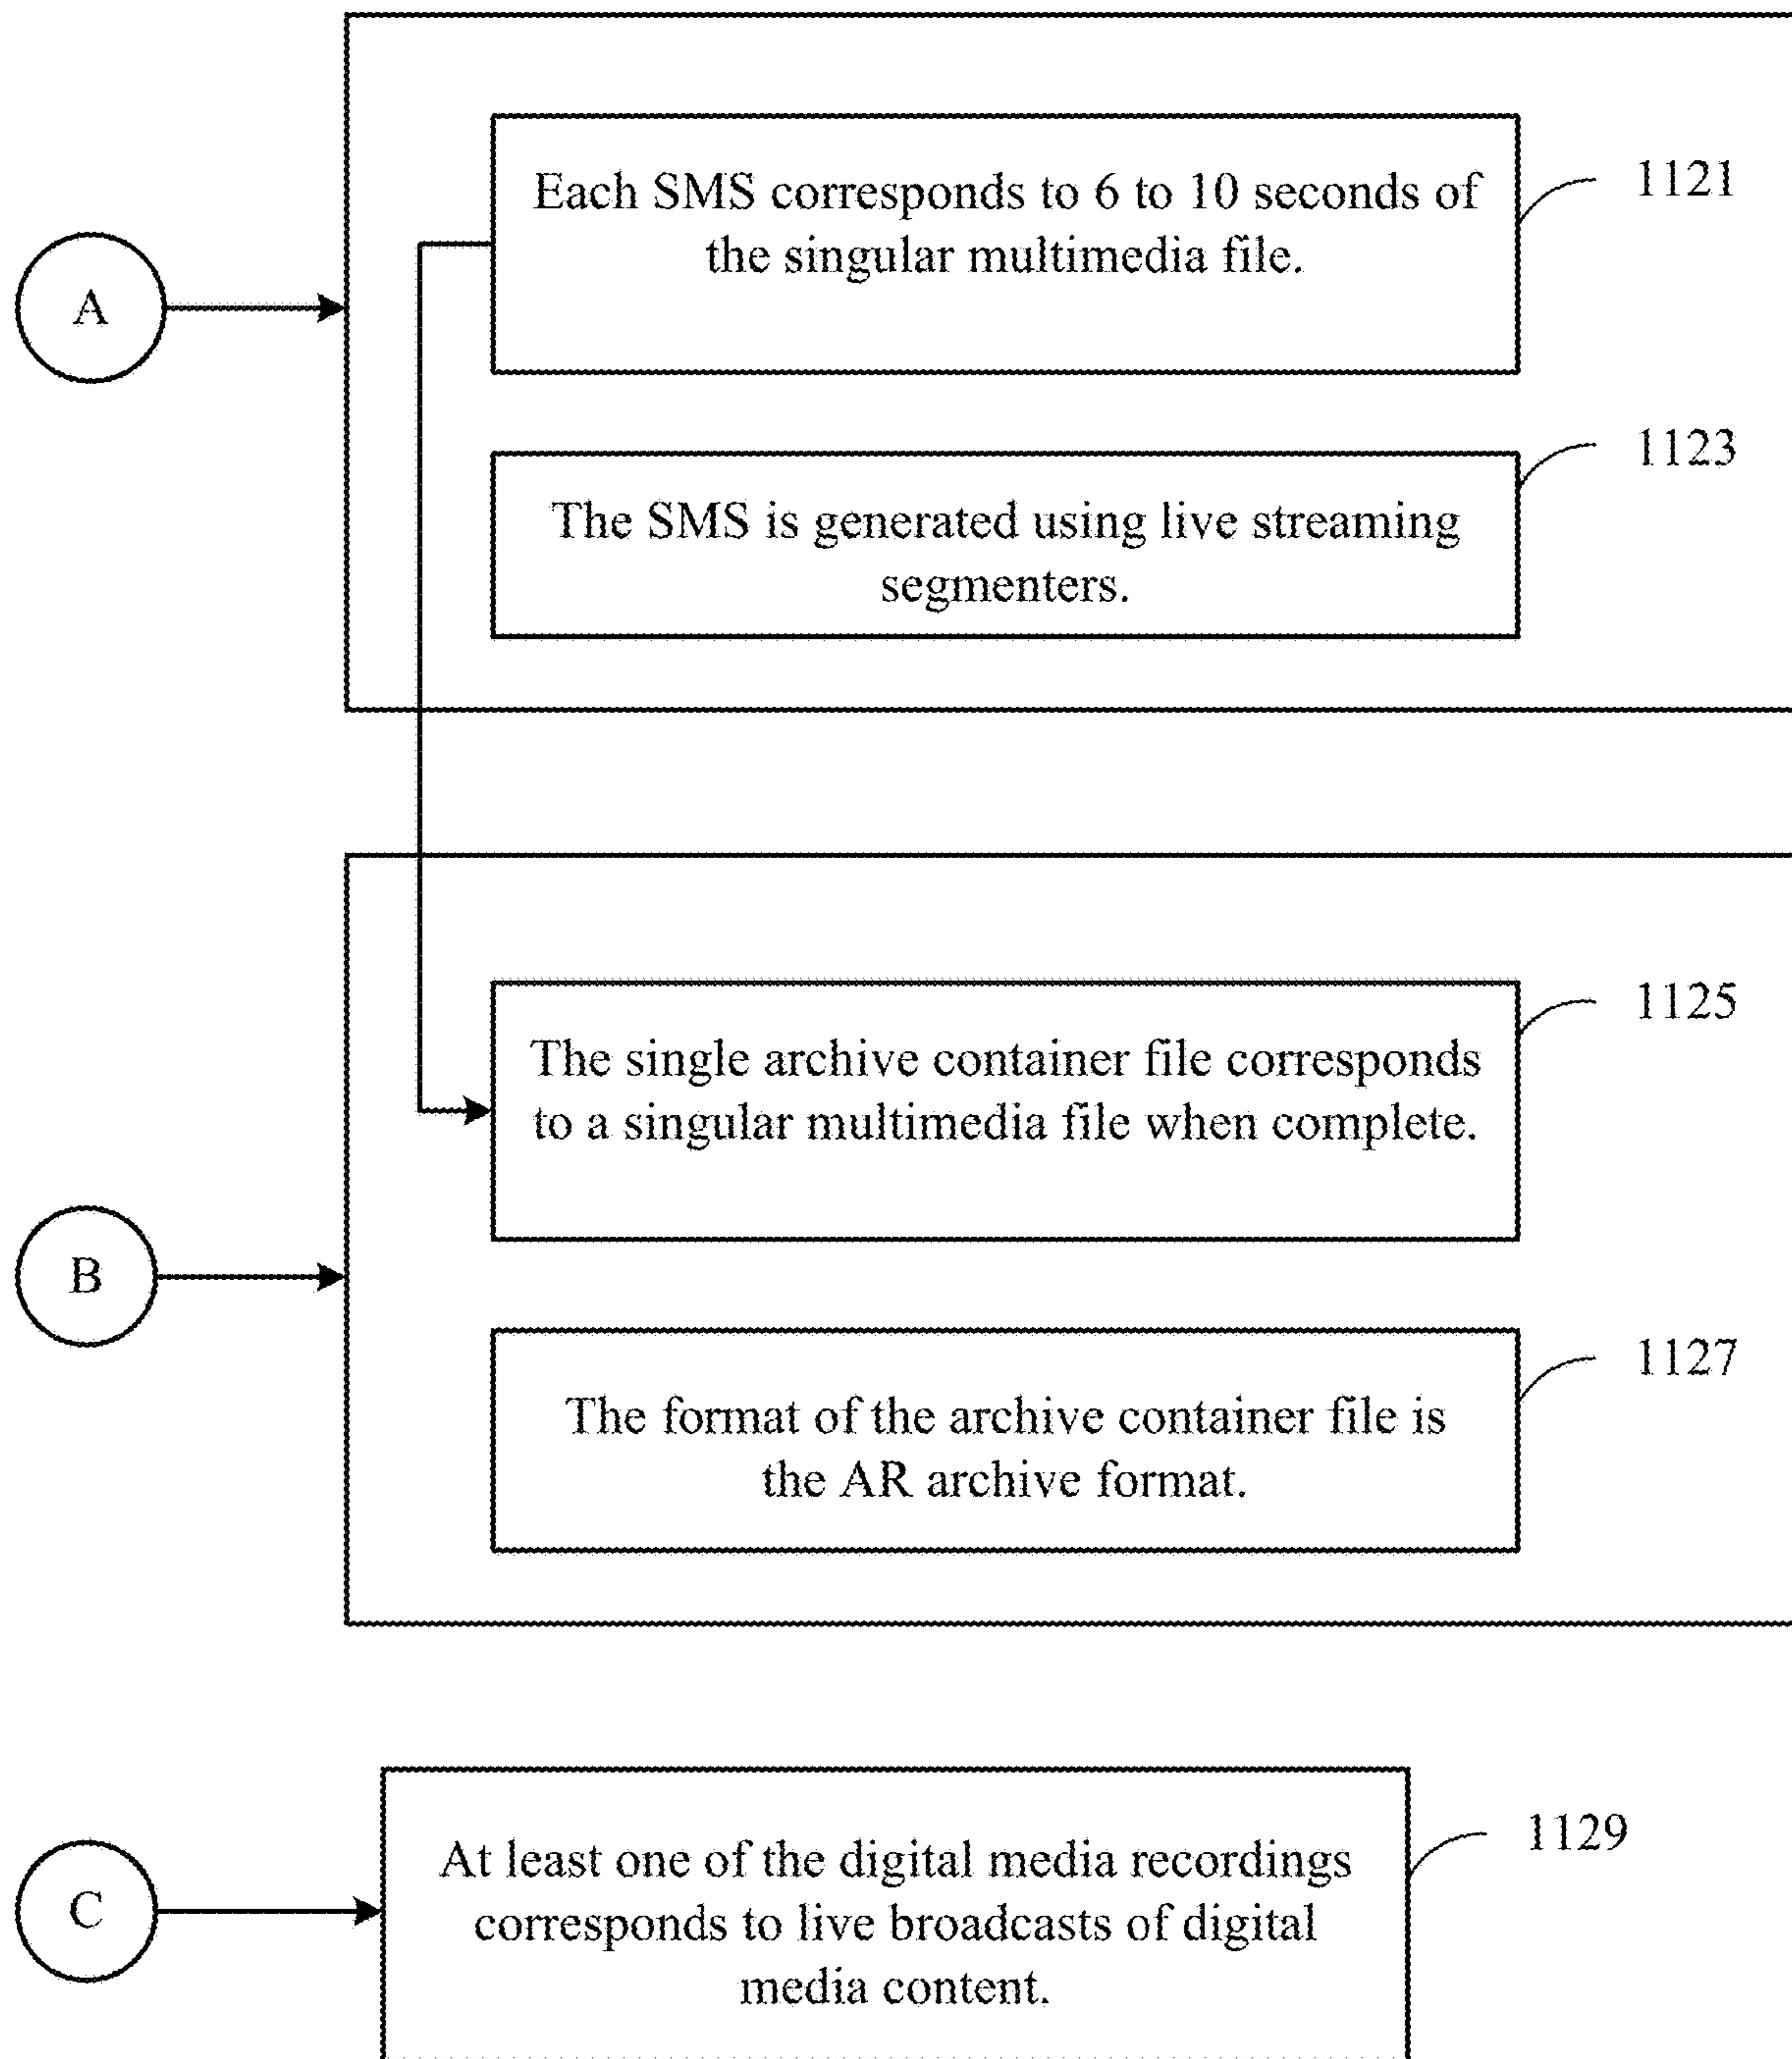 A
Each SMS corresponds to 6 to 10 seconds of
the singular multimedia file.
1121
The SMS is generated using live streaming
segmenters.
1123
B
The single archive container file corresponds
to a singular multimedia file when complete.
1125
The format of the archive container file is
the AR archive format.
1127
C
At least one of the digital media recordings
corresponds to live broadcasts of digital
media content.
1129